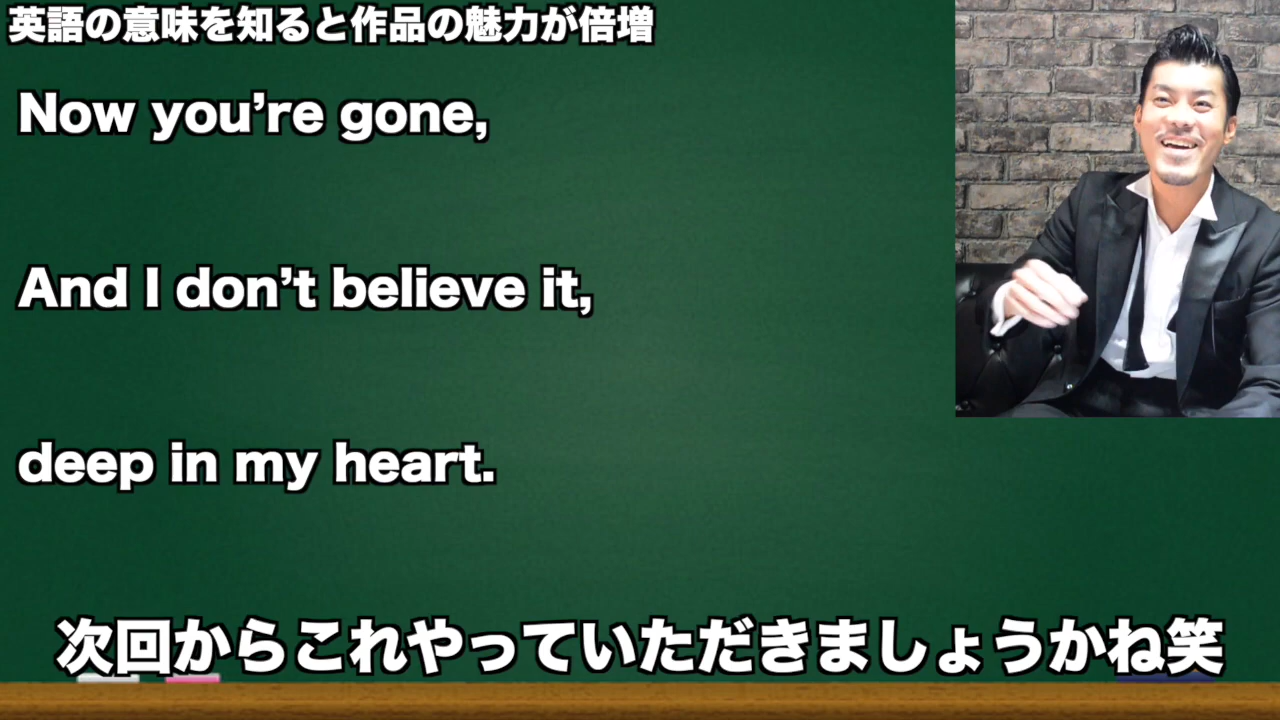 英語の意味を知ると作品の魅力が倍増
Now you’re gone,
And I don’t believe it,
deep in my heart.
次回からこれやっていただきましょうかね笑